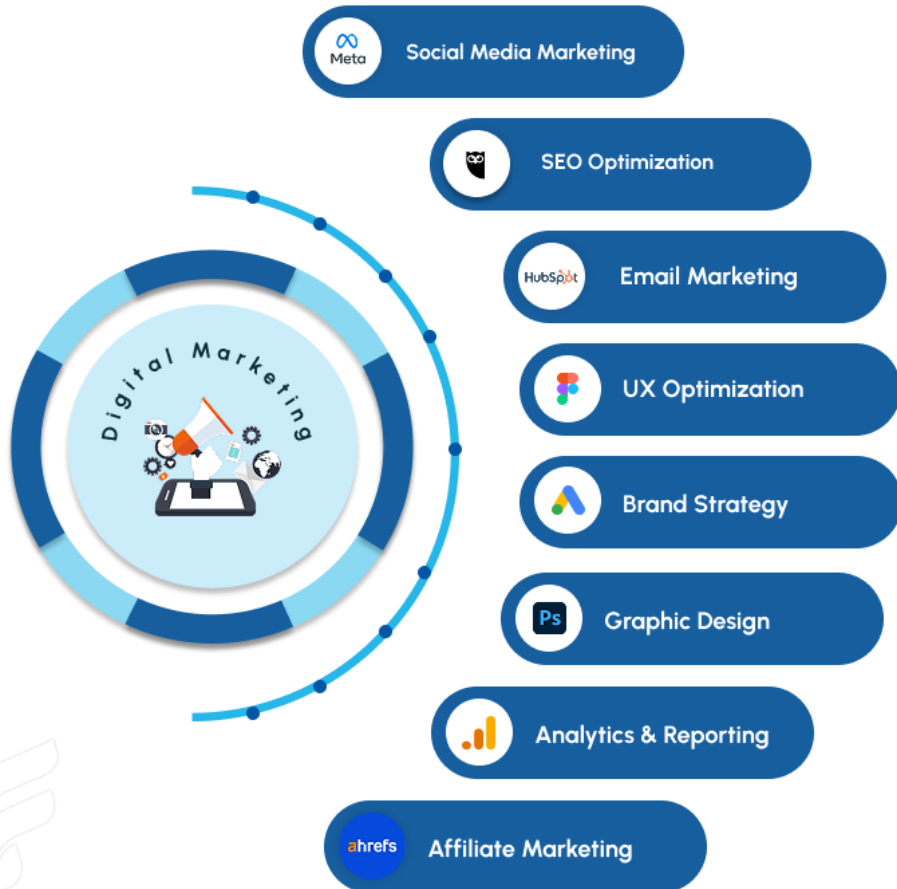 Meta
Social Media Marketing
SEO Optimization
HubSpot
Email Marketing
UX Optimization
Digital Marketing
Brand Strategy
Ps
Graphic Design
Analytics & Reporting
ahrefs
Affiliate Marketing